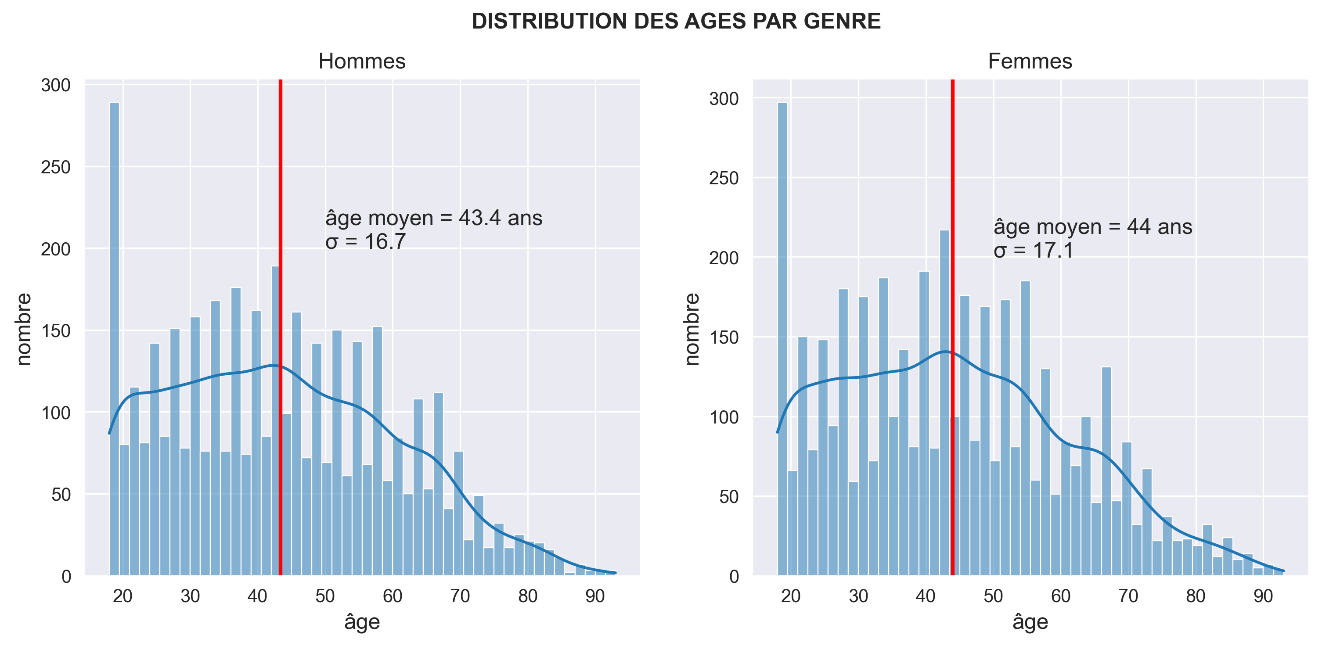 DISTRIBUTION DES AGES PAR GENRE
Hommes
300
250
200
150
100
50
0
nombre
âge moyen = 43.4 ans
σ = 16.7
20 30 40 50 60 70 80 90
âge
Femmes
300
250
200
150
100
50
0
nombre
âge moyen = 44 ans
σ = 17.1
20 30 40 50 60 70 80 90
âge